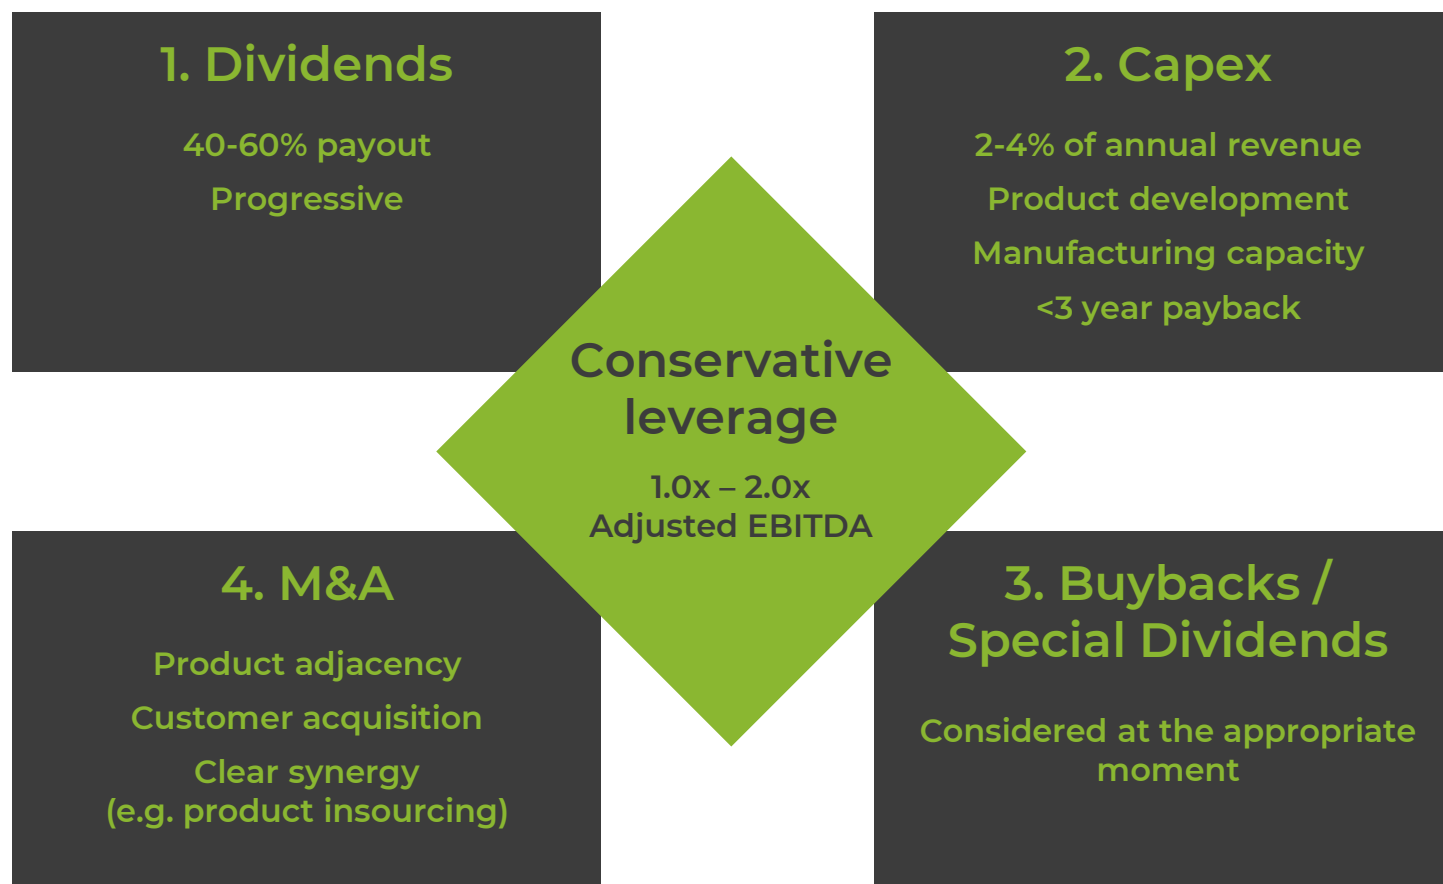 1. Dividends
40-60% payout
Progressive
2. Capex
2-4% of annual revenue
Product development
Manufacturing capacity
<3 year payback
Conservative
leverage
1.0x – 2.0x
Adjusted EBITDA
4. M&A
Product adjacency
Customer acquisition
Clear synergy
(e.g. product insourcing)
3. Buybacks /
Special Dividends
Considered at the appropriate
moment